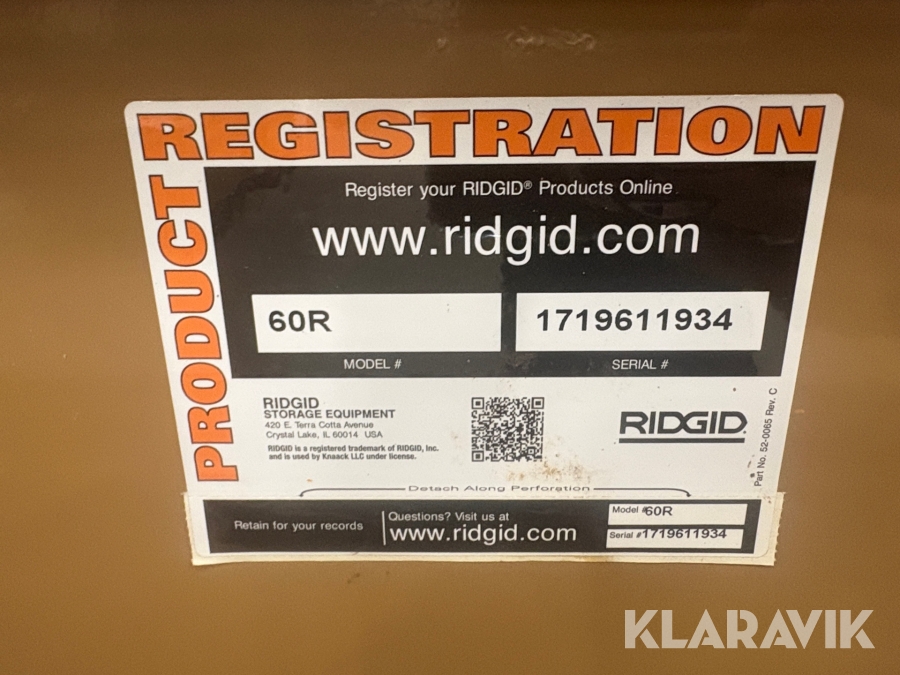 PRODUCT REGISTRATION
Register your RIDGID® Products Online
www.ridgid.com
60R
1719611934
MODEL #
SERIAL #
RIDGID
STORAGE EQUIPMENT
420 E. Terra Cotta Avenue
Crystal Lake, IL 60014 USA
RIDGID is a registered trademark of RIDGID, Inc.
and is used by Knaack LLC under license.
RIDGID
Part No. 52-0065 Rev. C
Detach Along Perforation
Retain for your records
Questions? Visit us at
www.ridgid.com
Model # 60R
Serial # 1719611934
KLARAVIK